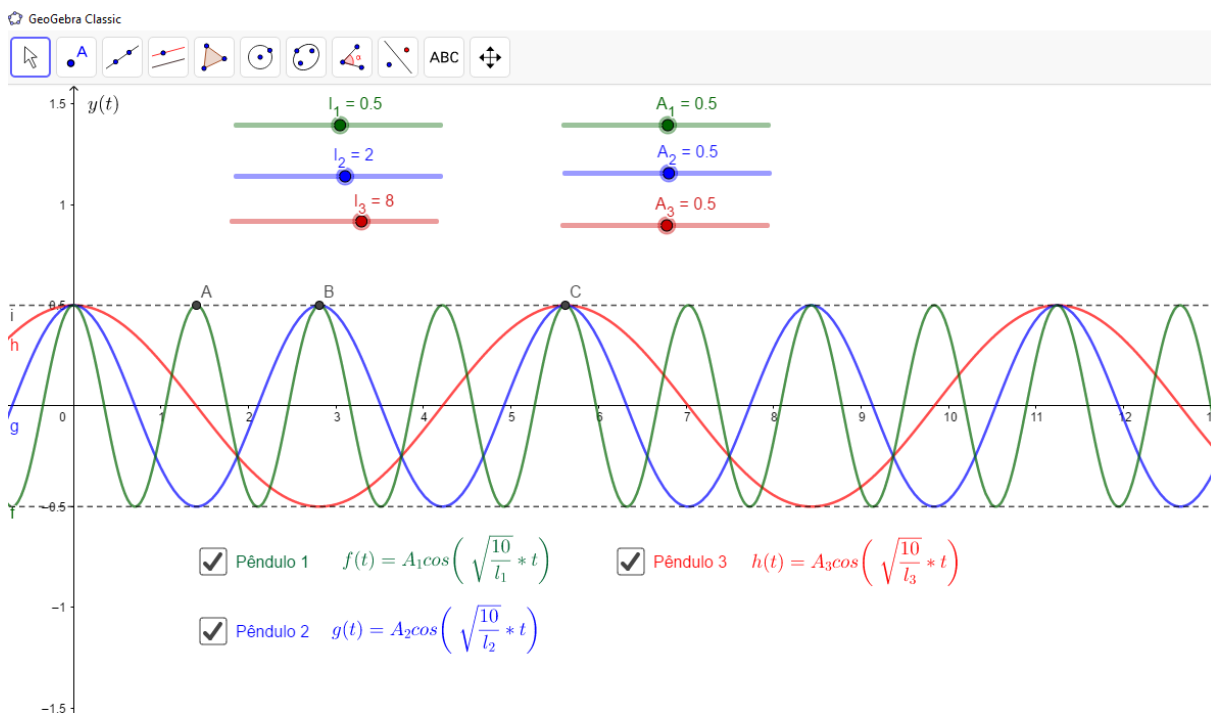 GeoGebra Classic
A
α
ABC
1.5
y(t)
l₁ = 0.5
A₁ = 0.5
l₂ = 2
A₂ = 0.5
1
l₃ = 8
A₃ = 0.5
A
B
C
0.5
i
h
0 1 2 3 4 5 6 7 8 9 10 11 12 13
g
f
−0.5
Pêndulo 1 f(t) = A₁cos(√(10/l₁) * t)
Pêndulo 3 h(t) = A₃cos(√(10/l₃) * t)
−1
Pêndulo 2 g(t) = A₂cos(√(10/l₂) * t)
−1.5